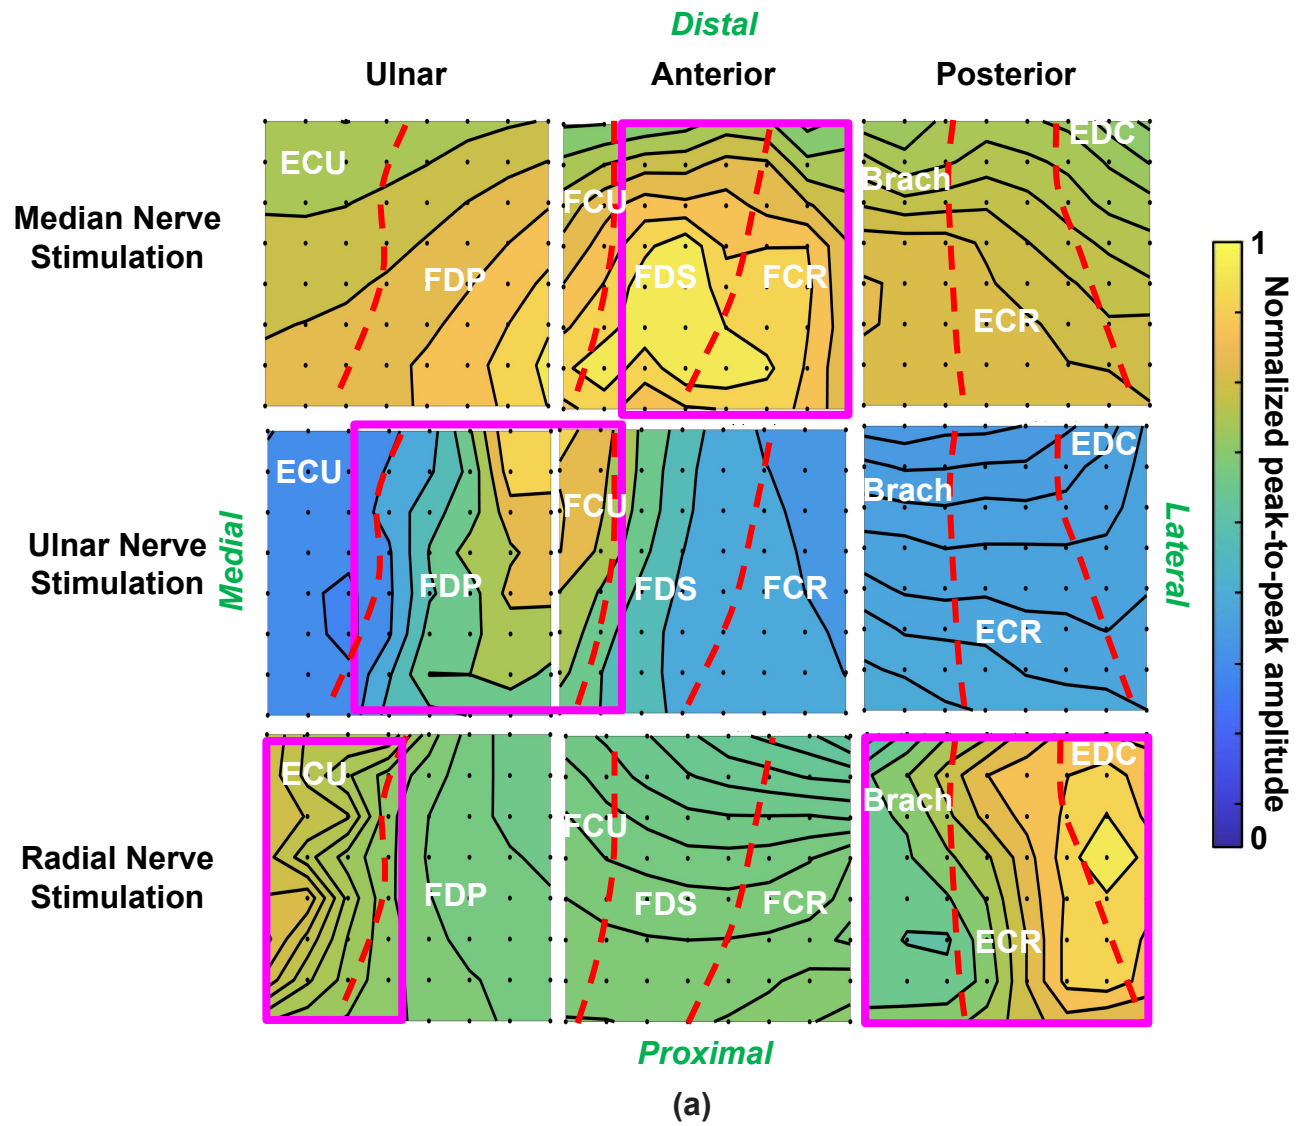 Distal
Ulnar
Anterior
Posterior
Median Nerve
Stimulation
ECU
FDP
FCU
FDS
FCR
Brach
EDC
ECR
Ulnar Nerve
Stimulation
Medial
ECU
FDP
FCU
FDS
FCR
Brach
EDC
ECR
Lateral
Radial Nerve
Stimulation
ECU
FDP
FCU
FDS
FCR
Brach
EDC
ECR
1
Normalized peak-to-peak amplitude
0
Proximal
(a)